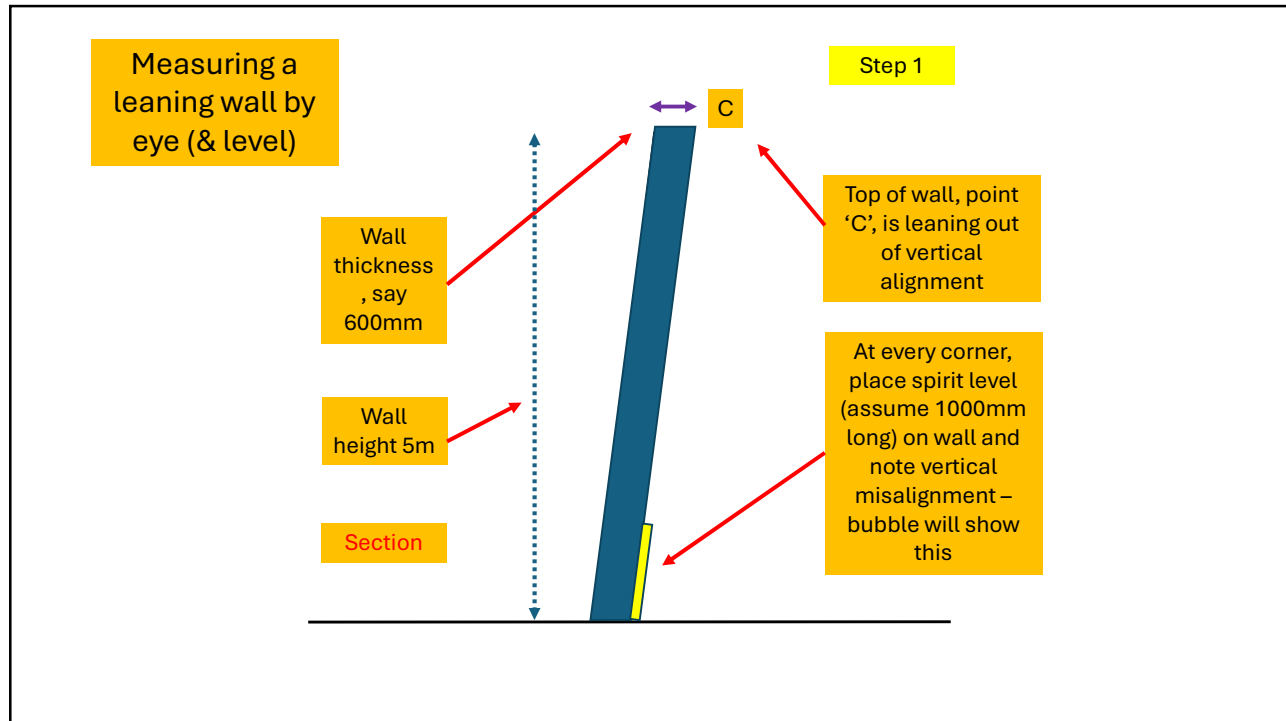 Measuring a
leaning wall by
eye (& level)
Step 1
C
Wall
thickness
, say
600mm
Top of wall, point
‘C’, is leaning out
of vertical
alignment
Wall
height 5m
At every corner,
place spirit level
(assume 1000mm
long) on wall and
note vertical
misalignment –
bubble will show
this
Section